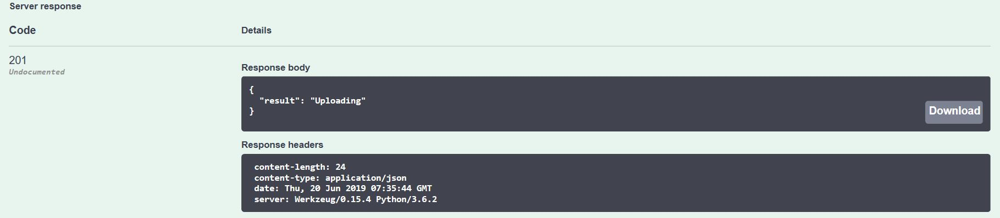 Server response
Code Details
201
Undocumented
Response body
{
"result": "Uploading"
}
Download
Response headers
content-length: 24
content-type: application/json
date: Thu, 20 Jun 2019 07:35:44 GMT
server: Werkzeug/0.15.4 Python/3.6.2